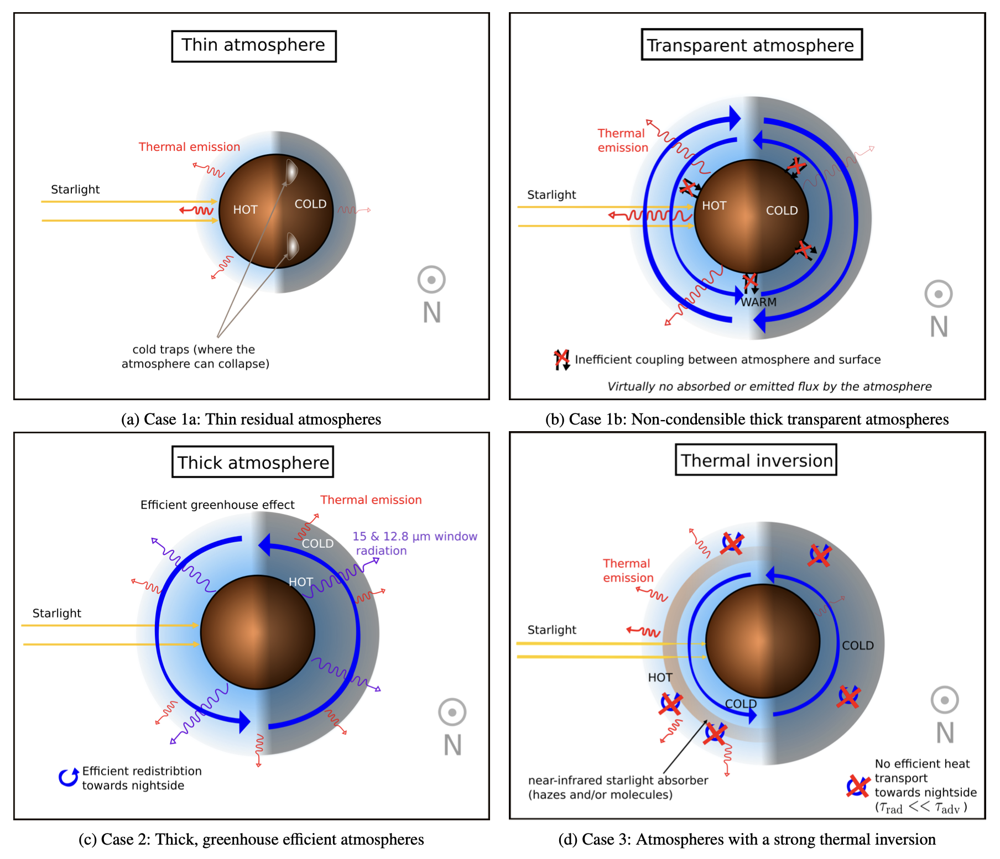 Thin atmosphere
Thermal emission
Starlight
HOT
COLD
N
cold traps (where the
atmosphere can collapse)
(a) Case 1a: Thin residual atmospheres
Transparent atmosphere
Thermal
emission
Starlight
HOT
COLD
WARM
N
Inefficient coupling between atmosphere and surface
Virtually no absorbed or emitted flux by the atmosphere
(b) Case 1b: Non-condensible thick transparent atmospheres
Thick atmosphere
Efficient greenhouse effect
Thermal emission
COLD
15 & 12.8 μm window
radiation
HOT
Starlight
N
Efficient redistribtion
towards nightside
(c) Case 2: Thick, greenhouse efficient atmospheres
Thermal inversion
Thermal
emission
Starlight
COLD
HOT
COLD
N
near-infrared starlight absorber
(hazes and/or molecules)
No efficient heat
transport
towards nightside
(τrad << τadv)
(d) Case 3: Atmospheres with a strong thermal inversion